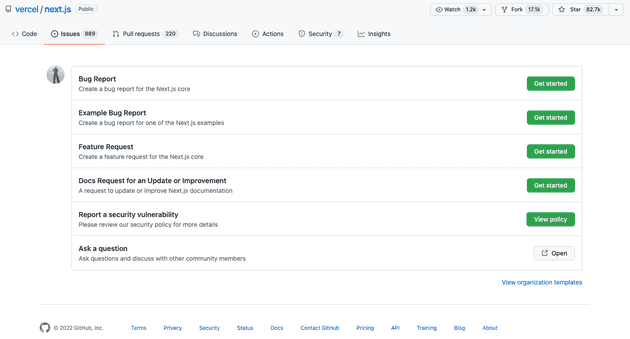 vercel / next.js Public
Watch 1.2k
Fork 17.1k
Star 82.7k
Code
Issues 889
Pull requests 220
Discussions
Actions
Security 7
Insights
Bug Report
Create a bug report for the Next.js core
Get started
Example Bug Report
Create a bug report for one of the Next.js examples
Get started
Feature Request
Create a feature request for the Next.js core
Get started
Docs Request for an Update or Improvement
A request to update or improve Next.js documentation
Get started
Report a security vulnerability
Please review our security policy for more details
View policy
Ask a question
Ask questions and discuss with other community members
Open
View organization templates
© 2022 GitHub, Inc.
Terms
Privacy
Security
Status
Docs
Contact GitHub
Pricing
API
Training
Blog
About